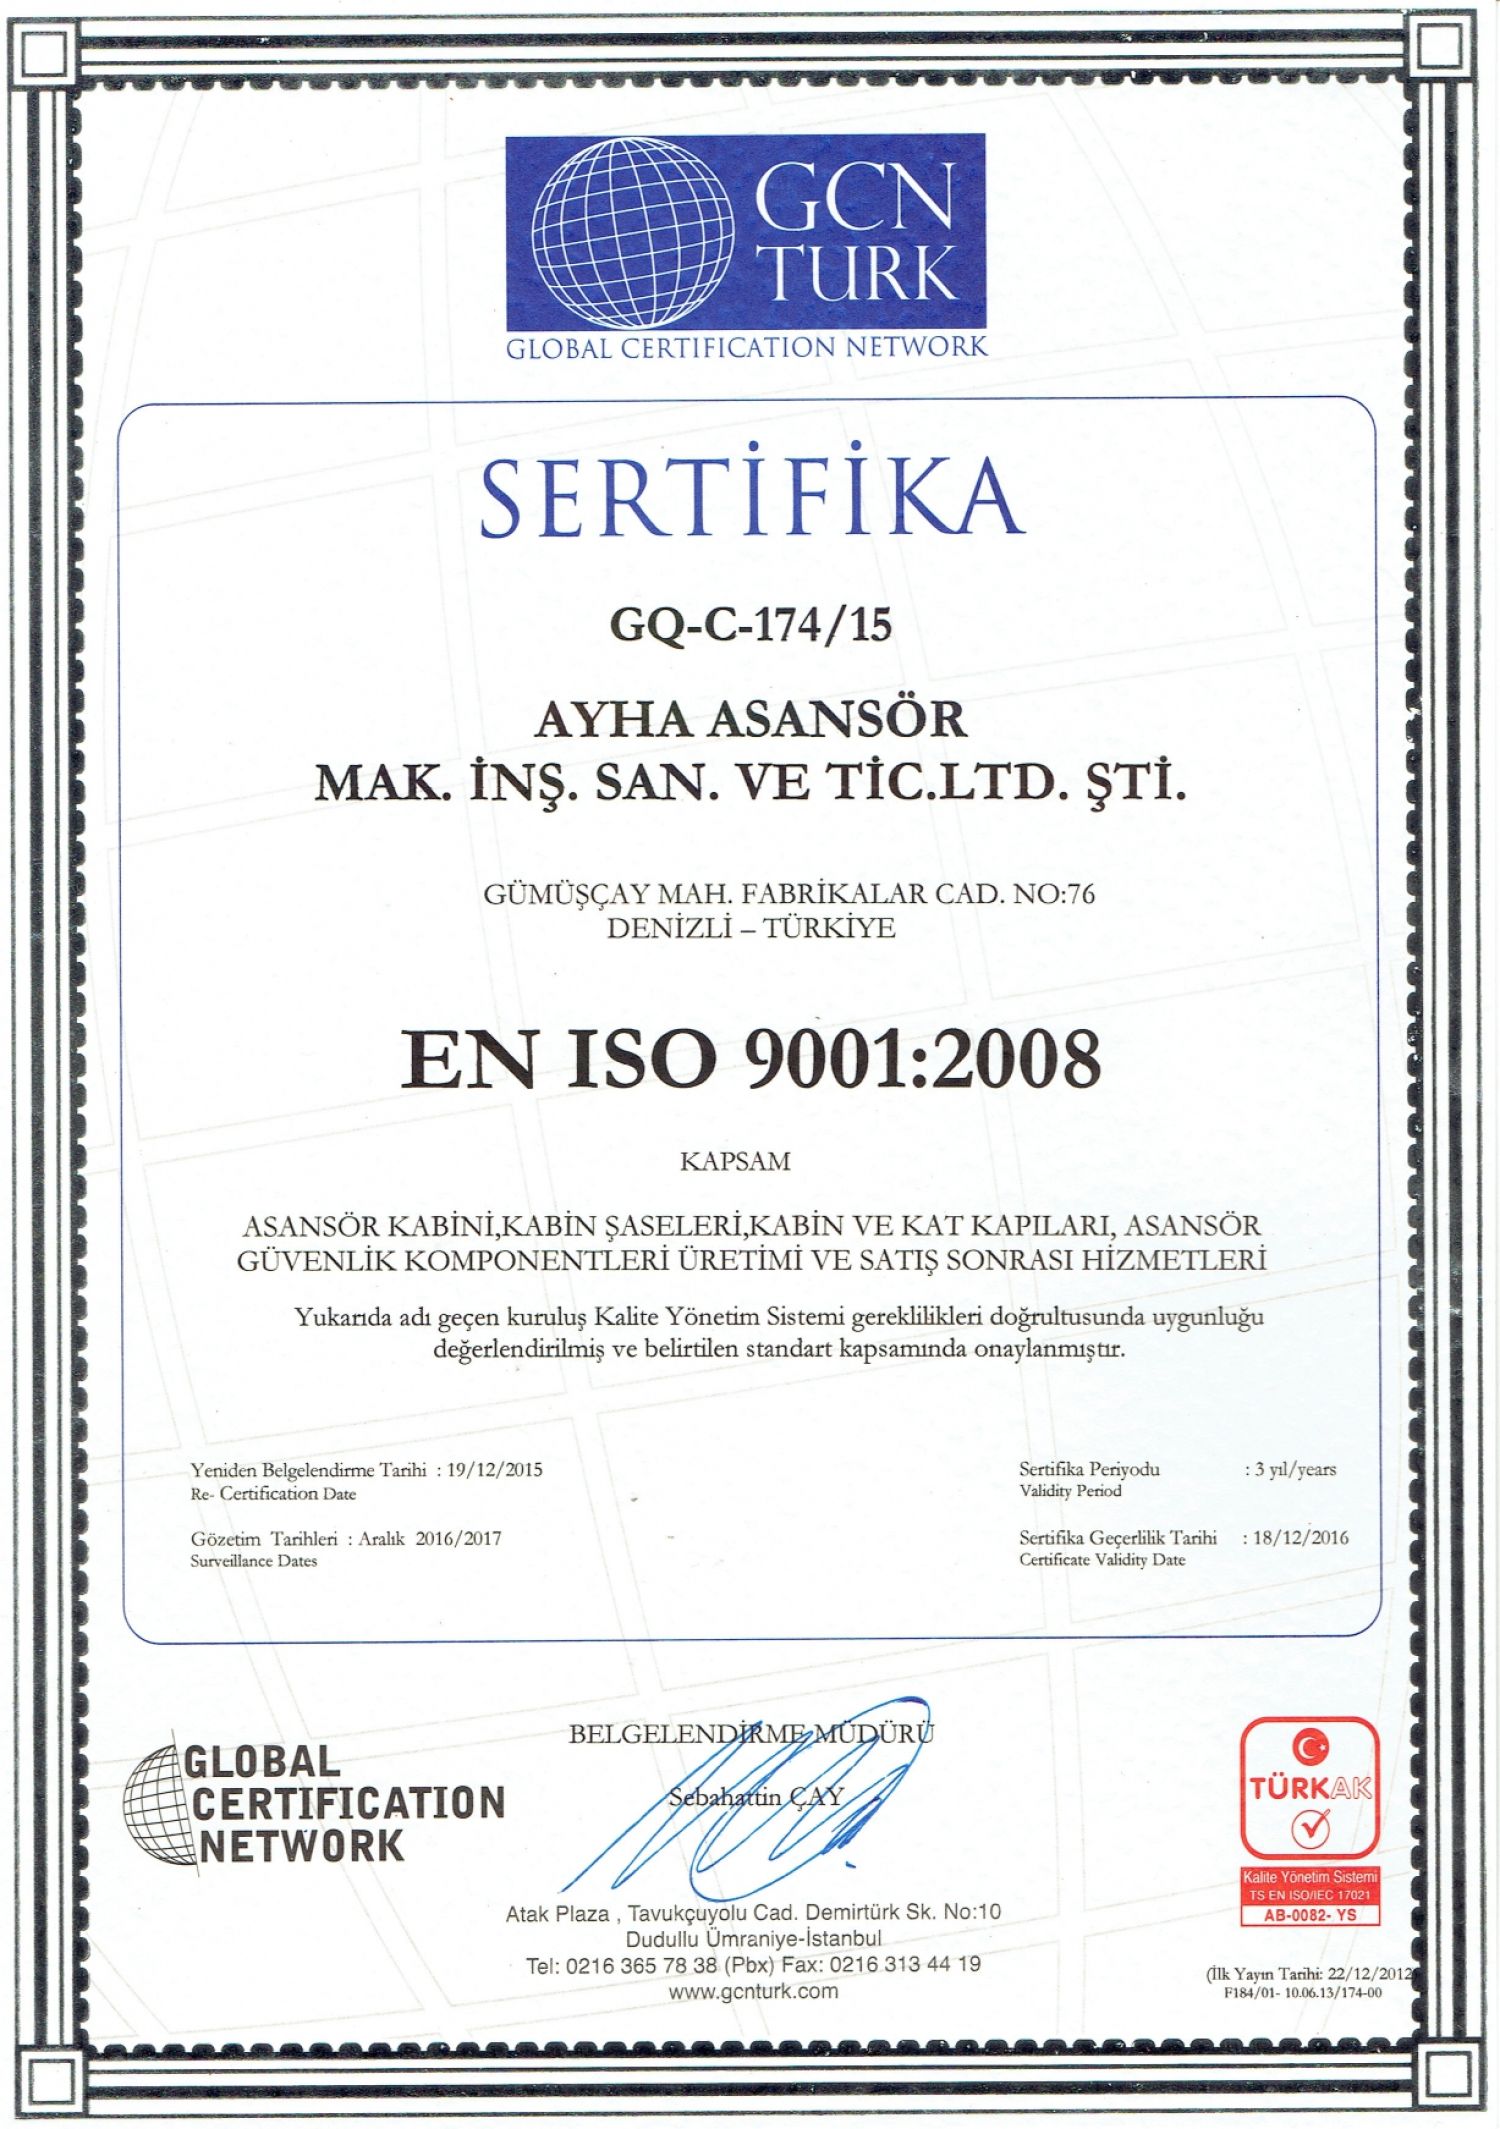 GCN
TURK
GLOBAL CERTIFICATION NETWORK
SERTİFİKA
GQ-C-174/15
AYHA ASANSÖR
MAK. İNŞ. SAN. VE TİC.LTD. ŞTİ.
GÜMÜŞÇAY MAH. FABRİKALAR CAD. NO:76
DENİZLİ – TÜRKİYE
EN ISO 9001:2008
KAPSAM
ASANSÖR KABİNİ,KABİN ŞASELERİ,KABİN VE KAT KAPILARI, ASANSÖR
GÜVENLİK KOMPONENTLERİ ÜRETİMİ VE SATIŞ SONRASI HİZMETLERİ
Yukarıda adı geçen kuruluş Kalite Yönetim Sistemi gereklilikleri doğrultusunda uygunluğu
değerlendirilmiş ve belirtilen standart kapsamında onaylanmıştır.
Yeniden Belgelendirme Tarihi : 19/12/2015
Re- Certification Date
Gözetim Tarihleri : Aralık 2016/2017
Surveillance Dates
Sertifika Periyodu : 3 yıl/years
Validity Period
Sertifika Geçerlilik Tarihi : 18/12/2016
Certificate Validity Date
GLOBAL
CERTIFICATION
NETWORK
BELGELENDİRME MÜDÜRÜ
Sebahattin ÇAY
Atak Plaza , Tavukçuyolu Cad. Demirtürk Sk. No:10
Dudullu Ümraniye-İstanbul
Tel: 0216 365 78 38 (Pbx) Fax: 0216 313 44 19
www.gcnturk.com
TÜRKAK
Kalite Yönetim Sistemi
TS EN ISO/IEC 17021
AB-0082- YS
(İlk Yayın Tarihi: 22/12/2012)
F184/01- 10.06.13/174-00